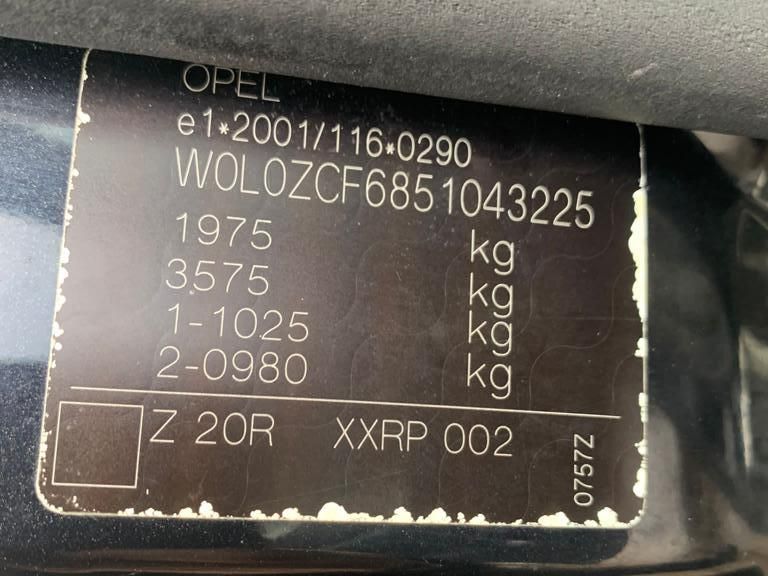 OPEL
e1*2001/116*0290
W0L0ZCF6851043225
1975 kg
3575 kg
1-1025 kg
2-0980 kg
Z 20R XXRP 002
0757Z